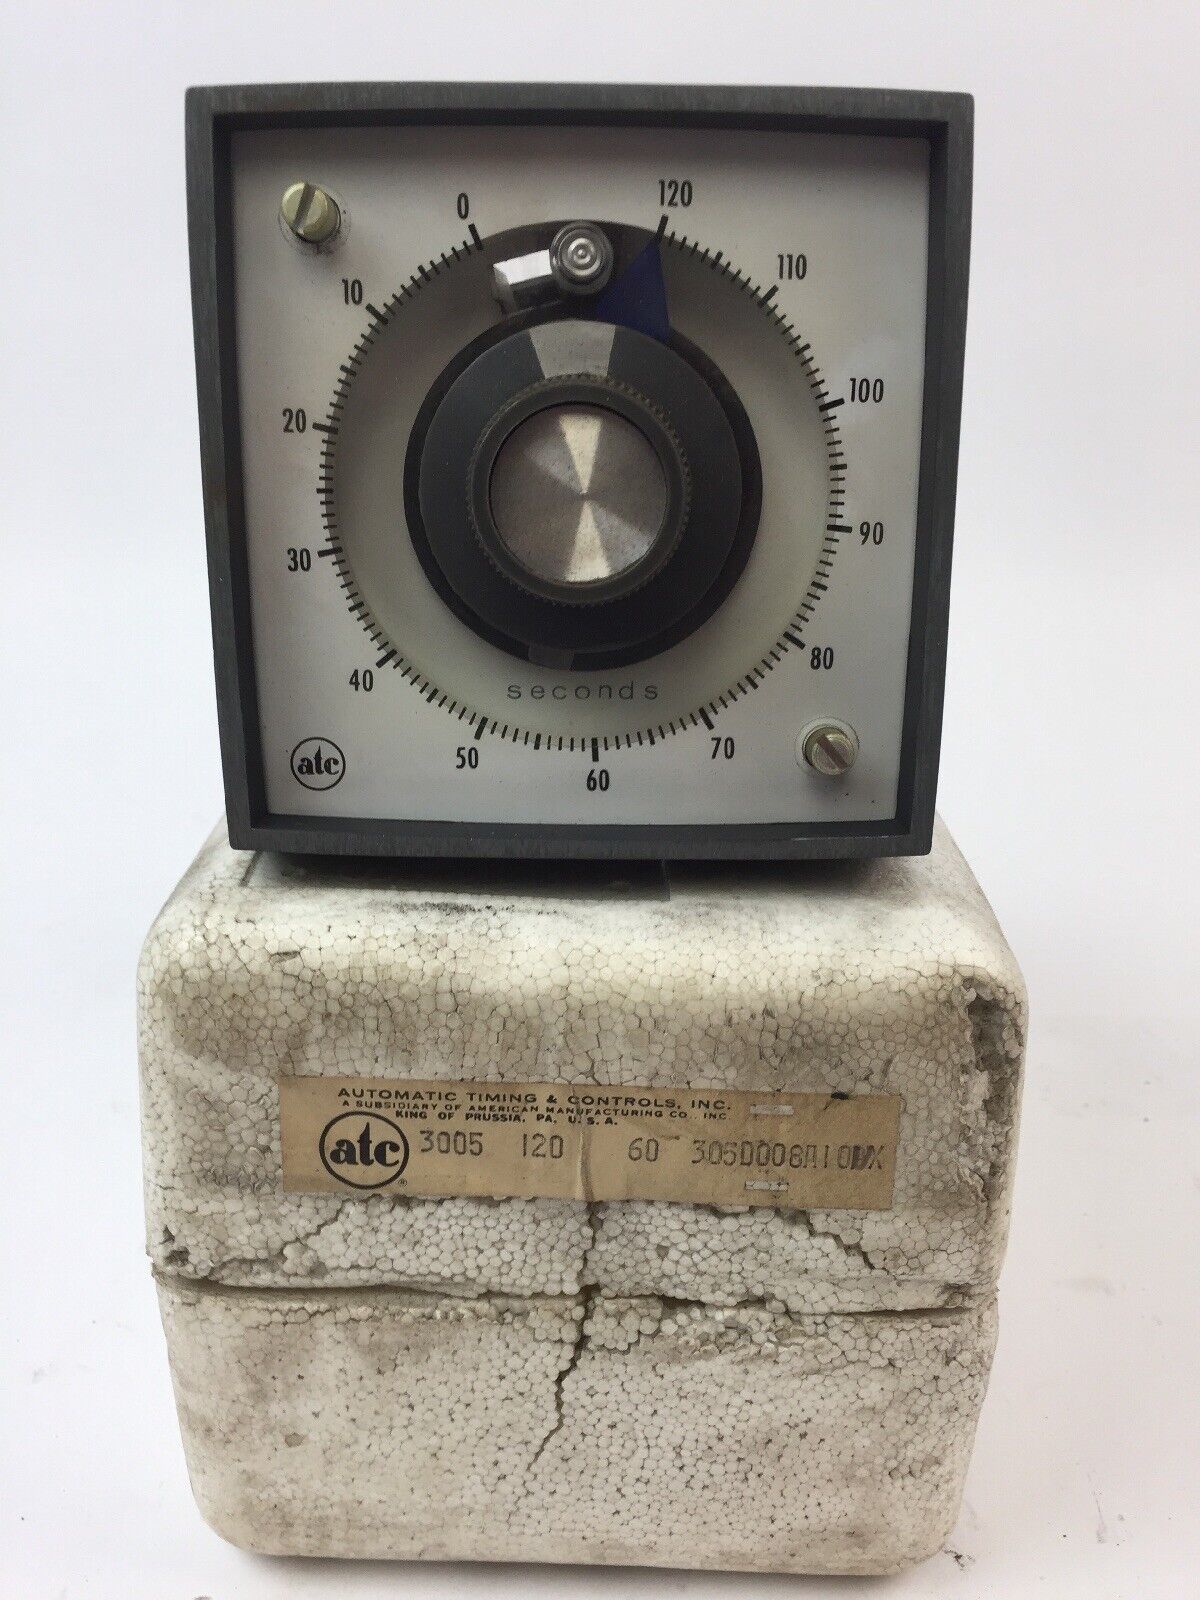 0
120
10
110
20
100
30
90
40
80
50
70
60
seconds
atc
AUTOMATIC TIMING & CONTROLS, INC.
A SUBSIDIARY OF AMERICAN MANUFACTURING CO., INC.
KING OF PRUSSIA, PA. U.S.A.
atc ® 3005 120 60